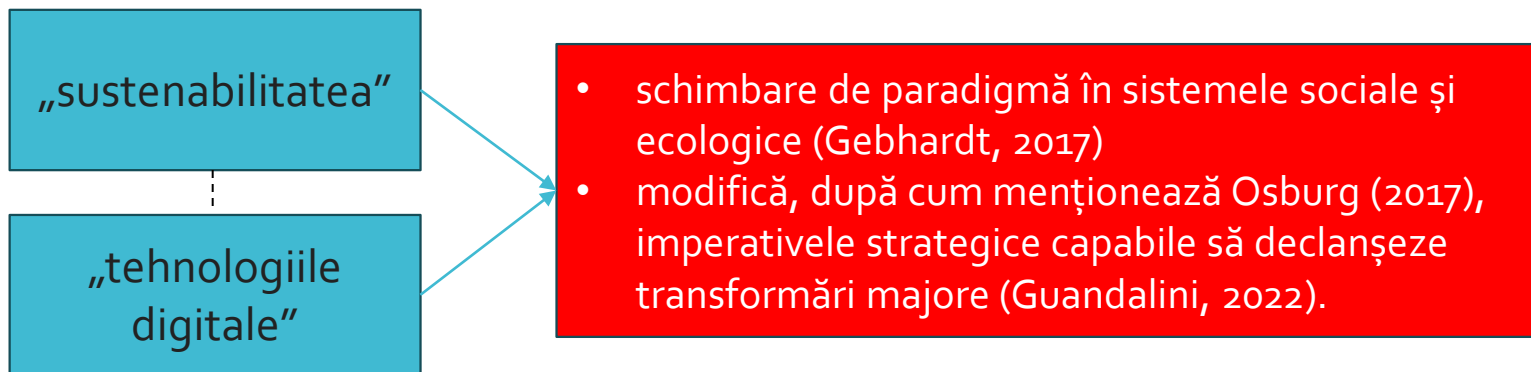 „sustenabilitatea”
„tehnologiile
digitale”
• schimbare de paradigmă în sistemele sociale și
ecologice (Gebhardt, 2017)
• modifică, după cum menționează Osburg (2017),
imperativele strategice capabile să declanșeze
transformări majore (Guandalini, 2022).